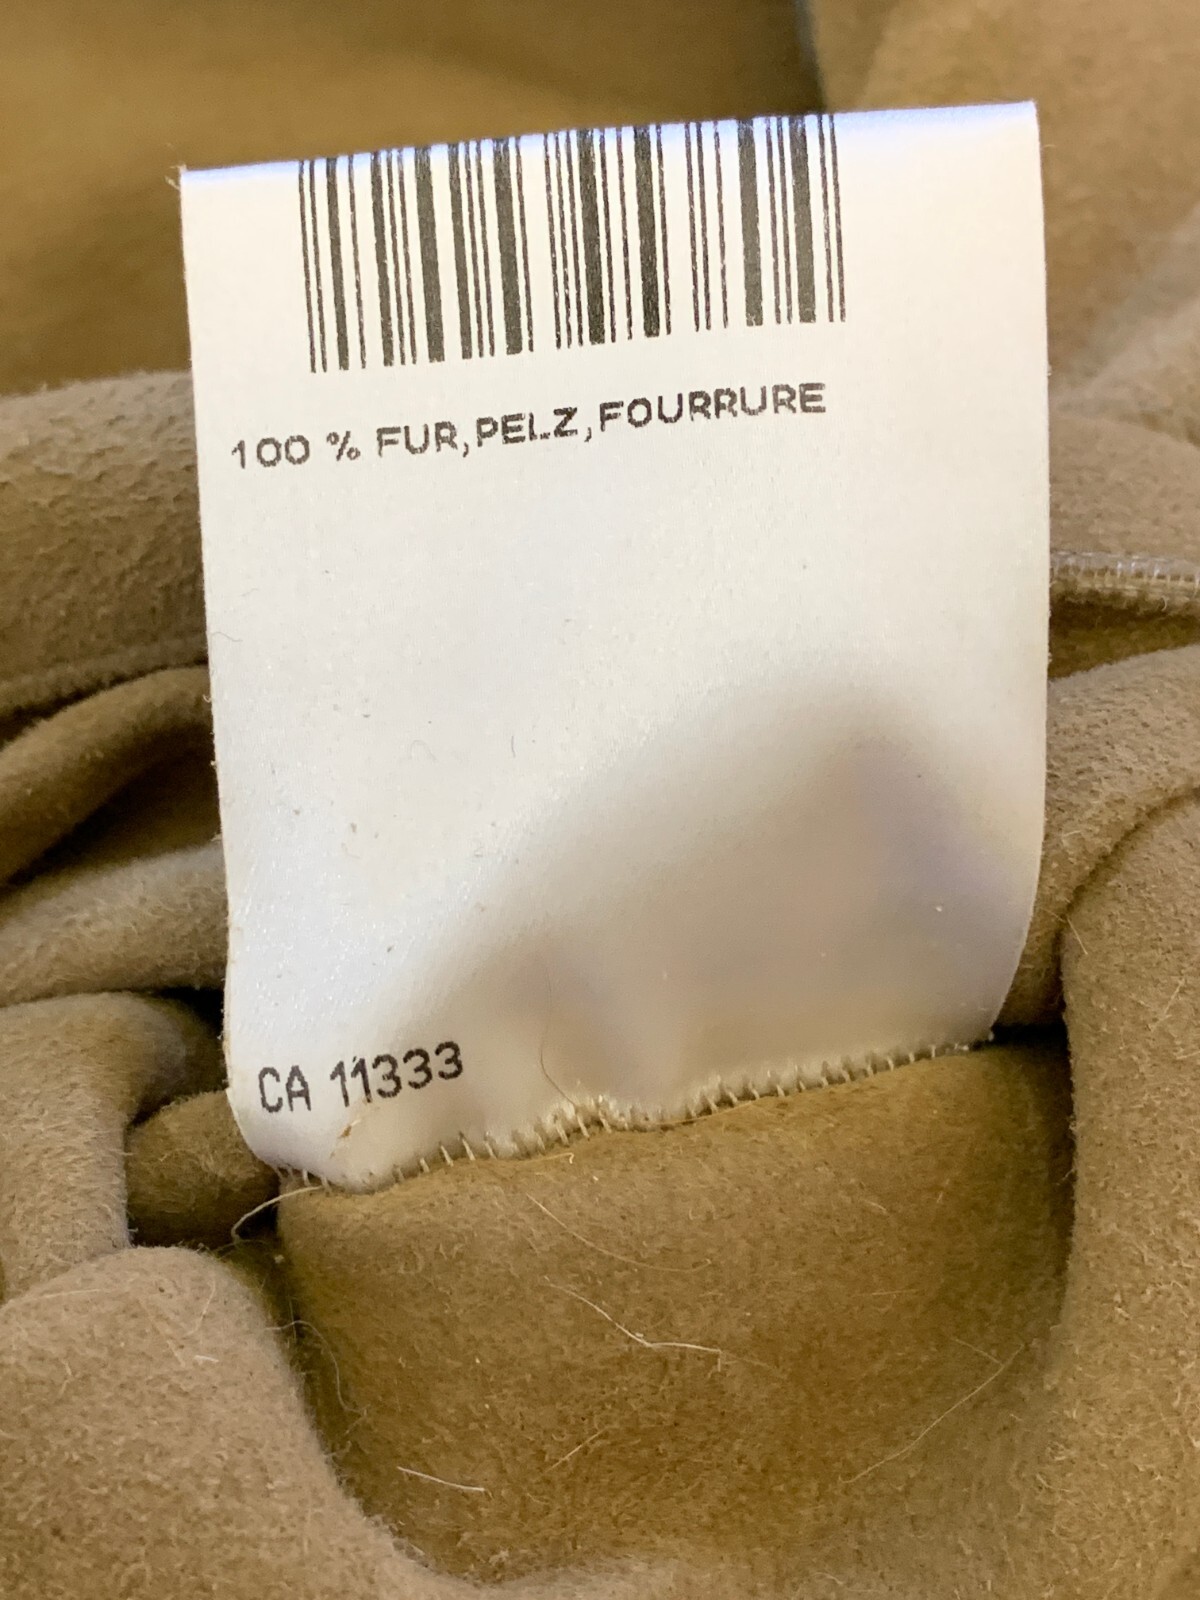 100 % FUR,PELZ,FOURRURE
CA 11333